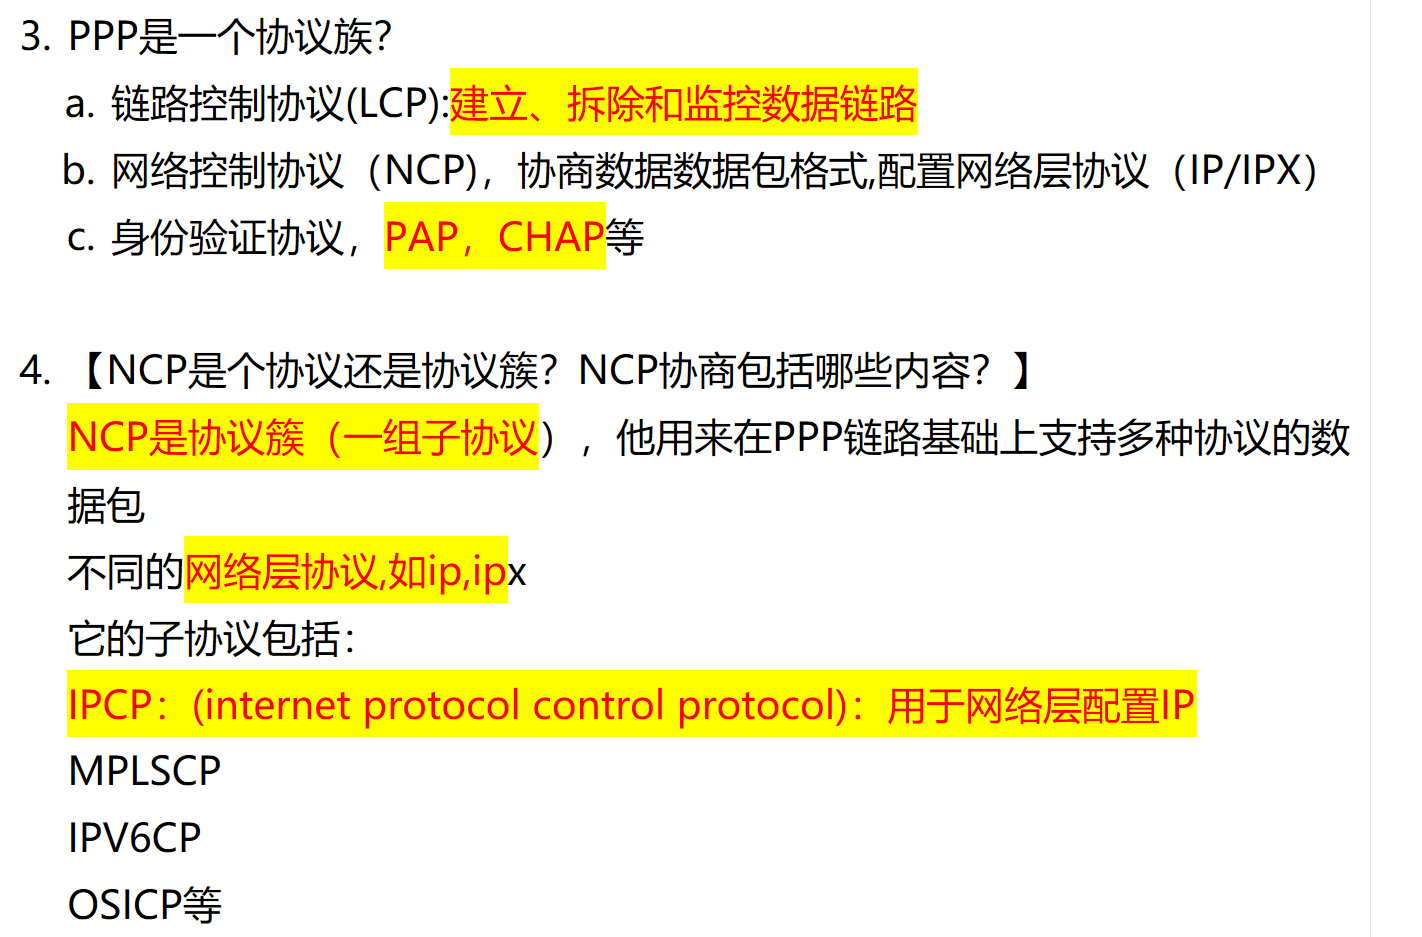 3. PPP是一个协议族?
a. 链路控制协议(LCP):建立、拆除和监控数据链路
b. 网络控制协议（NCP)，协商数据数据包格式,配置网络层协议（IP/IPX）
c. 身份验证协议，PAP，CHAP等
4. 【NCP是个协议还是协议簇？NCP协商包括哪些内容？】
NCP是协议簇（一组子协议），他用来在PPP链路基础上支持多种协议的数
据包
不同的网络层协议,如ip,ipx
它的子协议包括：
IPCP：(internet protocol control protocol)：用于网络层配置IP
MPLSCP
IPV6CP
OSICP等